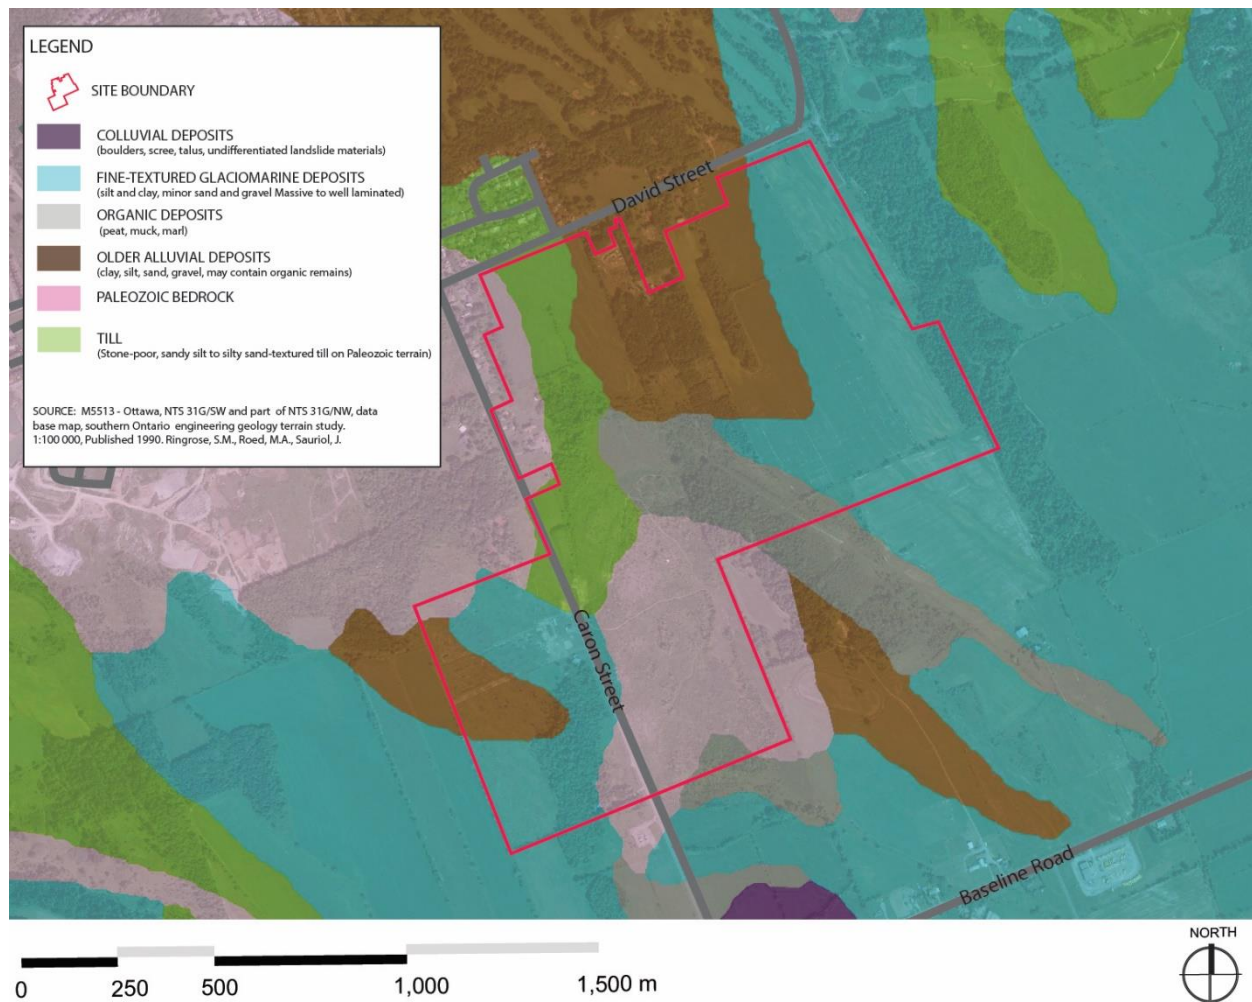 LEGEND
SITE BOUNDARY
COLLUVIAL DEPOSITS
(boulders, scree, talus, undifferentiated landslide materials)
FINE-TEXTURED GLACIOMARINE DEPOSITS
(silt and clay, minor sand and gravel Massive to well laminated)
ORGANIC DEPOSITS
(peat, muck, marl)
OLDER ALLUVIAL DEPOSITS
(clay, silt, sand, gravel, may contain organic remains)
PALEOZOIC BEDROCK
TILL
(Stone-poor, sandy silt to silty sand-textured till on Paleozoic terrain)
SOURCE: M5513 - Ottawa, NTS 31G/SW and part of NTS 31G/NW, data
base map, southern Ontario engineering geology terrain study.
1:100 000, Published 1990. Ringrose, S.M., Roed, M.A., Sauriol, J.
David Street
Caron Street
Baseline Road
NORTH
0 250 500 1,000 1,500 m